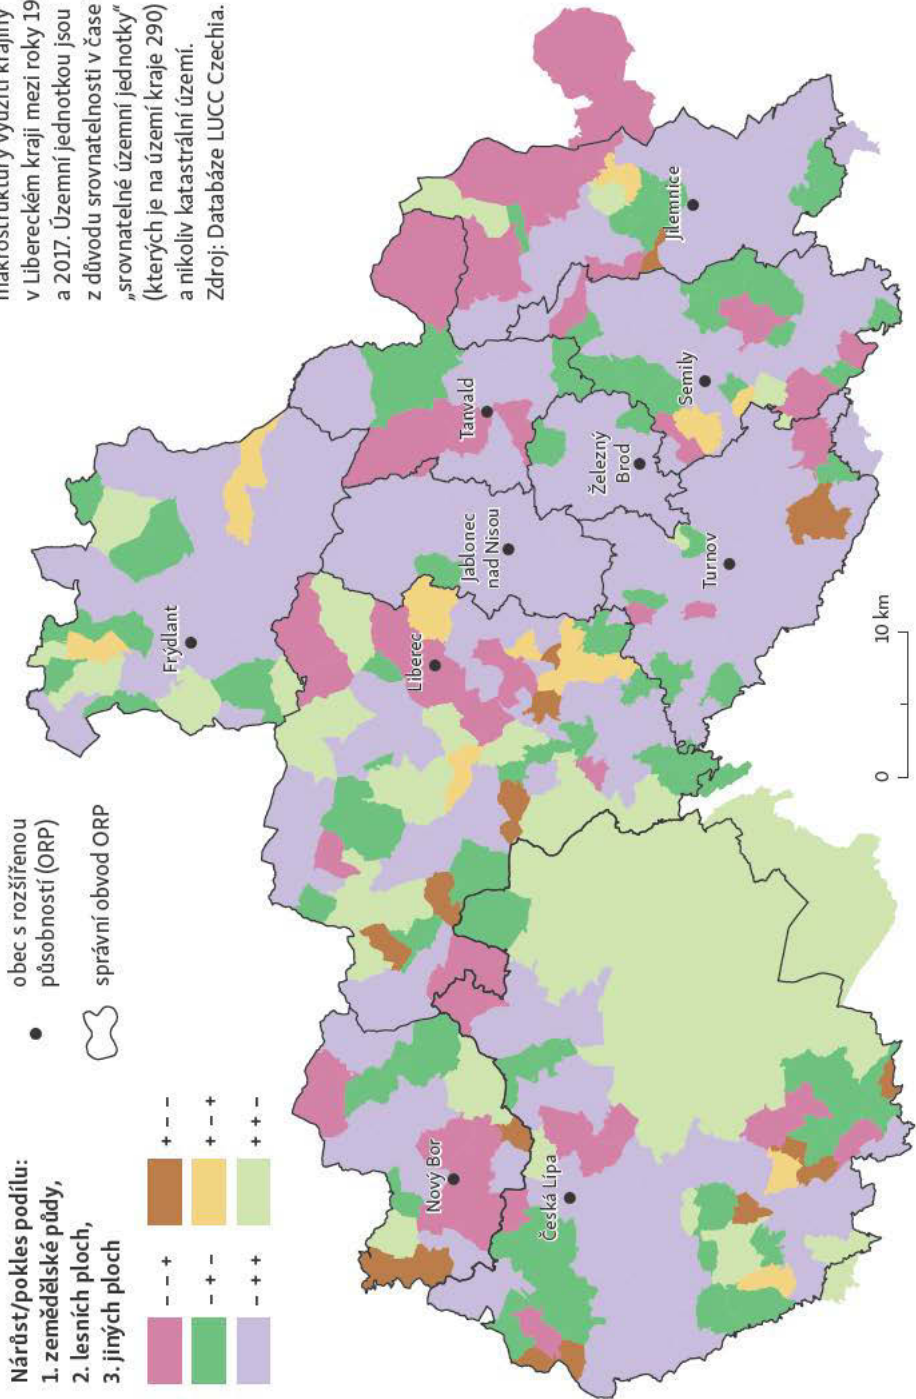 makrostruktury využití krajiny
v Libereckém kraji mezi roky 19
a 2017. Územní jednotkou jsou
z důvodu srovnatelnosti v čase
„srovnatelné územní jednotky“
(kterých je na území kraje 290)
a nikoliv katastrální území.
Zdroj: Databáze LUCC Czechia.
Nárůst/pokles podílu:
1. zemědělské půdy,
2. lesních ploch,
3. jiných ploch
- - +
- + -
- + +
+ - -
+ - +
+ + -
obec s rozšířenou
působností (ORP)
správní obvod ORP
Frýdlant
Nový Bor
Česká Lípa
Liberec
Jablonec
nad Nisou
Tanvald
Železný
Brod
Turnov
Semily
Jilemnice
0
10 km